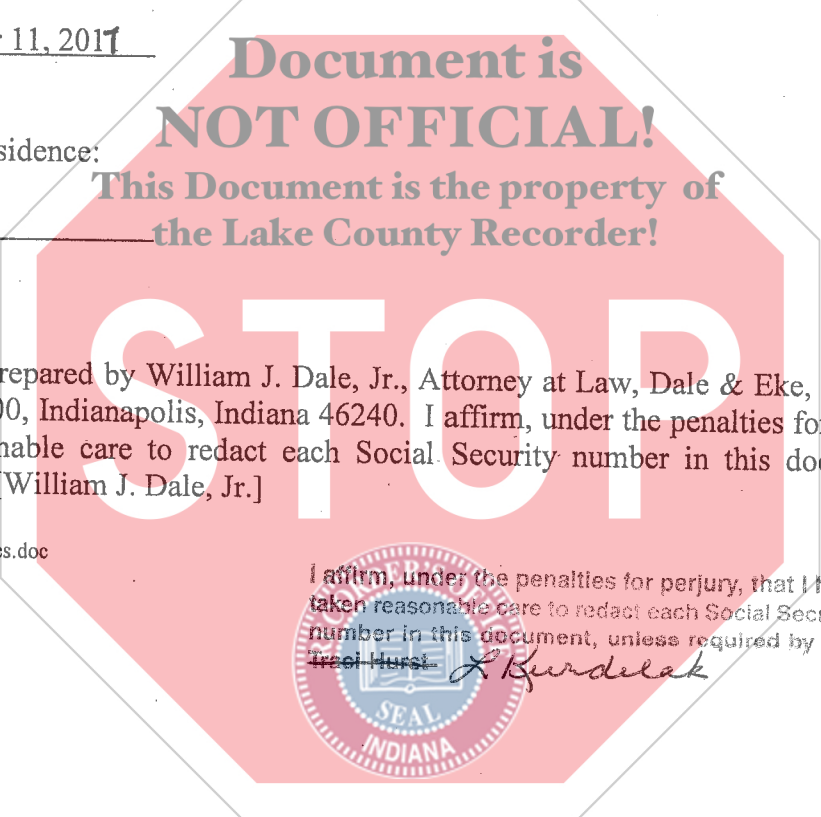 r 11, 2017
Document is
NOT OFFICIAL!
sidence:
This Document is the property of
the Lake County Recorder!
STOP
repared by William J. Dale, Jr., Attorney at Law, Dale & Eke,
00, Indianapolis, Indiana 46240. I affirm, under the penalties fo
nable care to redact each Social Security number in this doc
[William J. Dale, Jr.]
es.doc
I affirm, under the penalties for perjury, that I h
taken reasonable care to redact each Social Secu
number in this document, unless required by
Traci Hurst L Kurdelak
SEAL
INDIANA